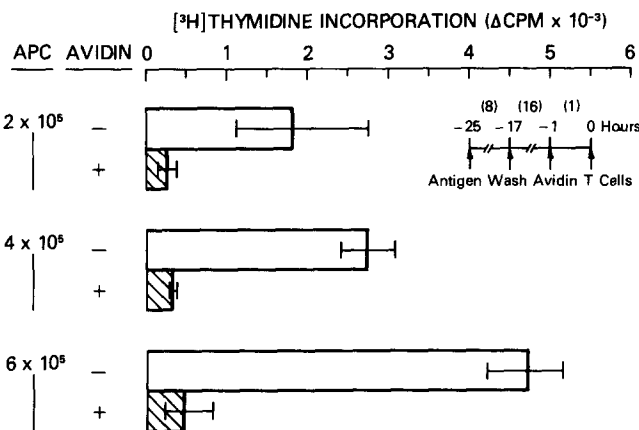 [³H]THYMIDINE INCORPORATION (ΔCPM x 10⁻³)
APC AVIDIN 0 1 2 3 4 5 6
2 x 10⁵ −
+
(8) (16) (1)
−25 −17 −1 0 Hours
Antigen Wash Avidin T Cells
4 x 10⁵ −
+
6 x 10⁵ −
+